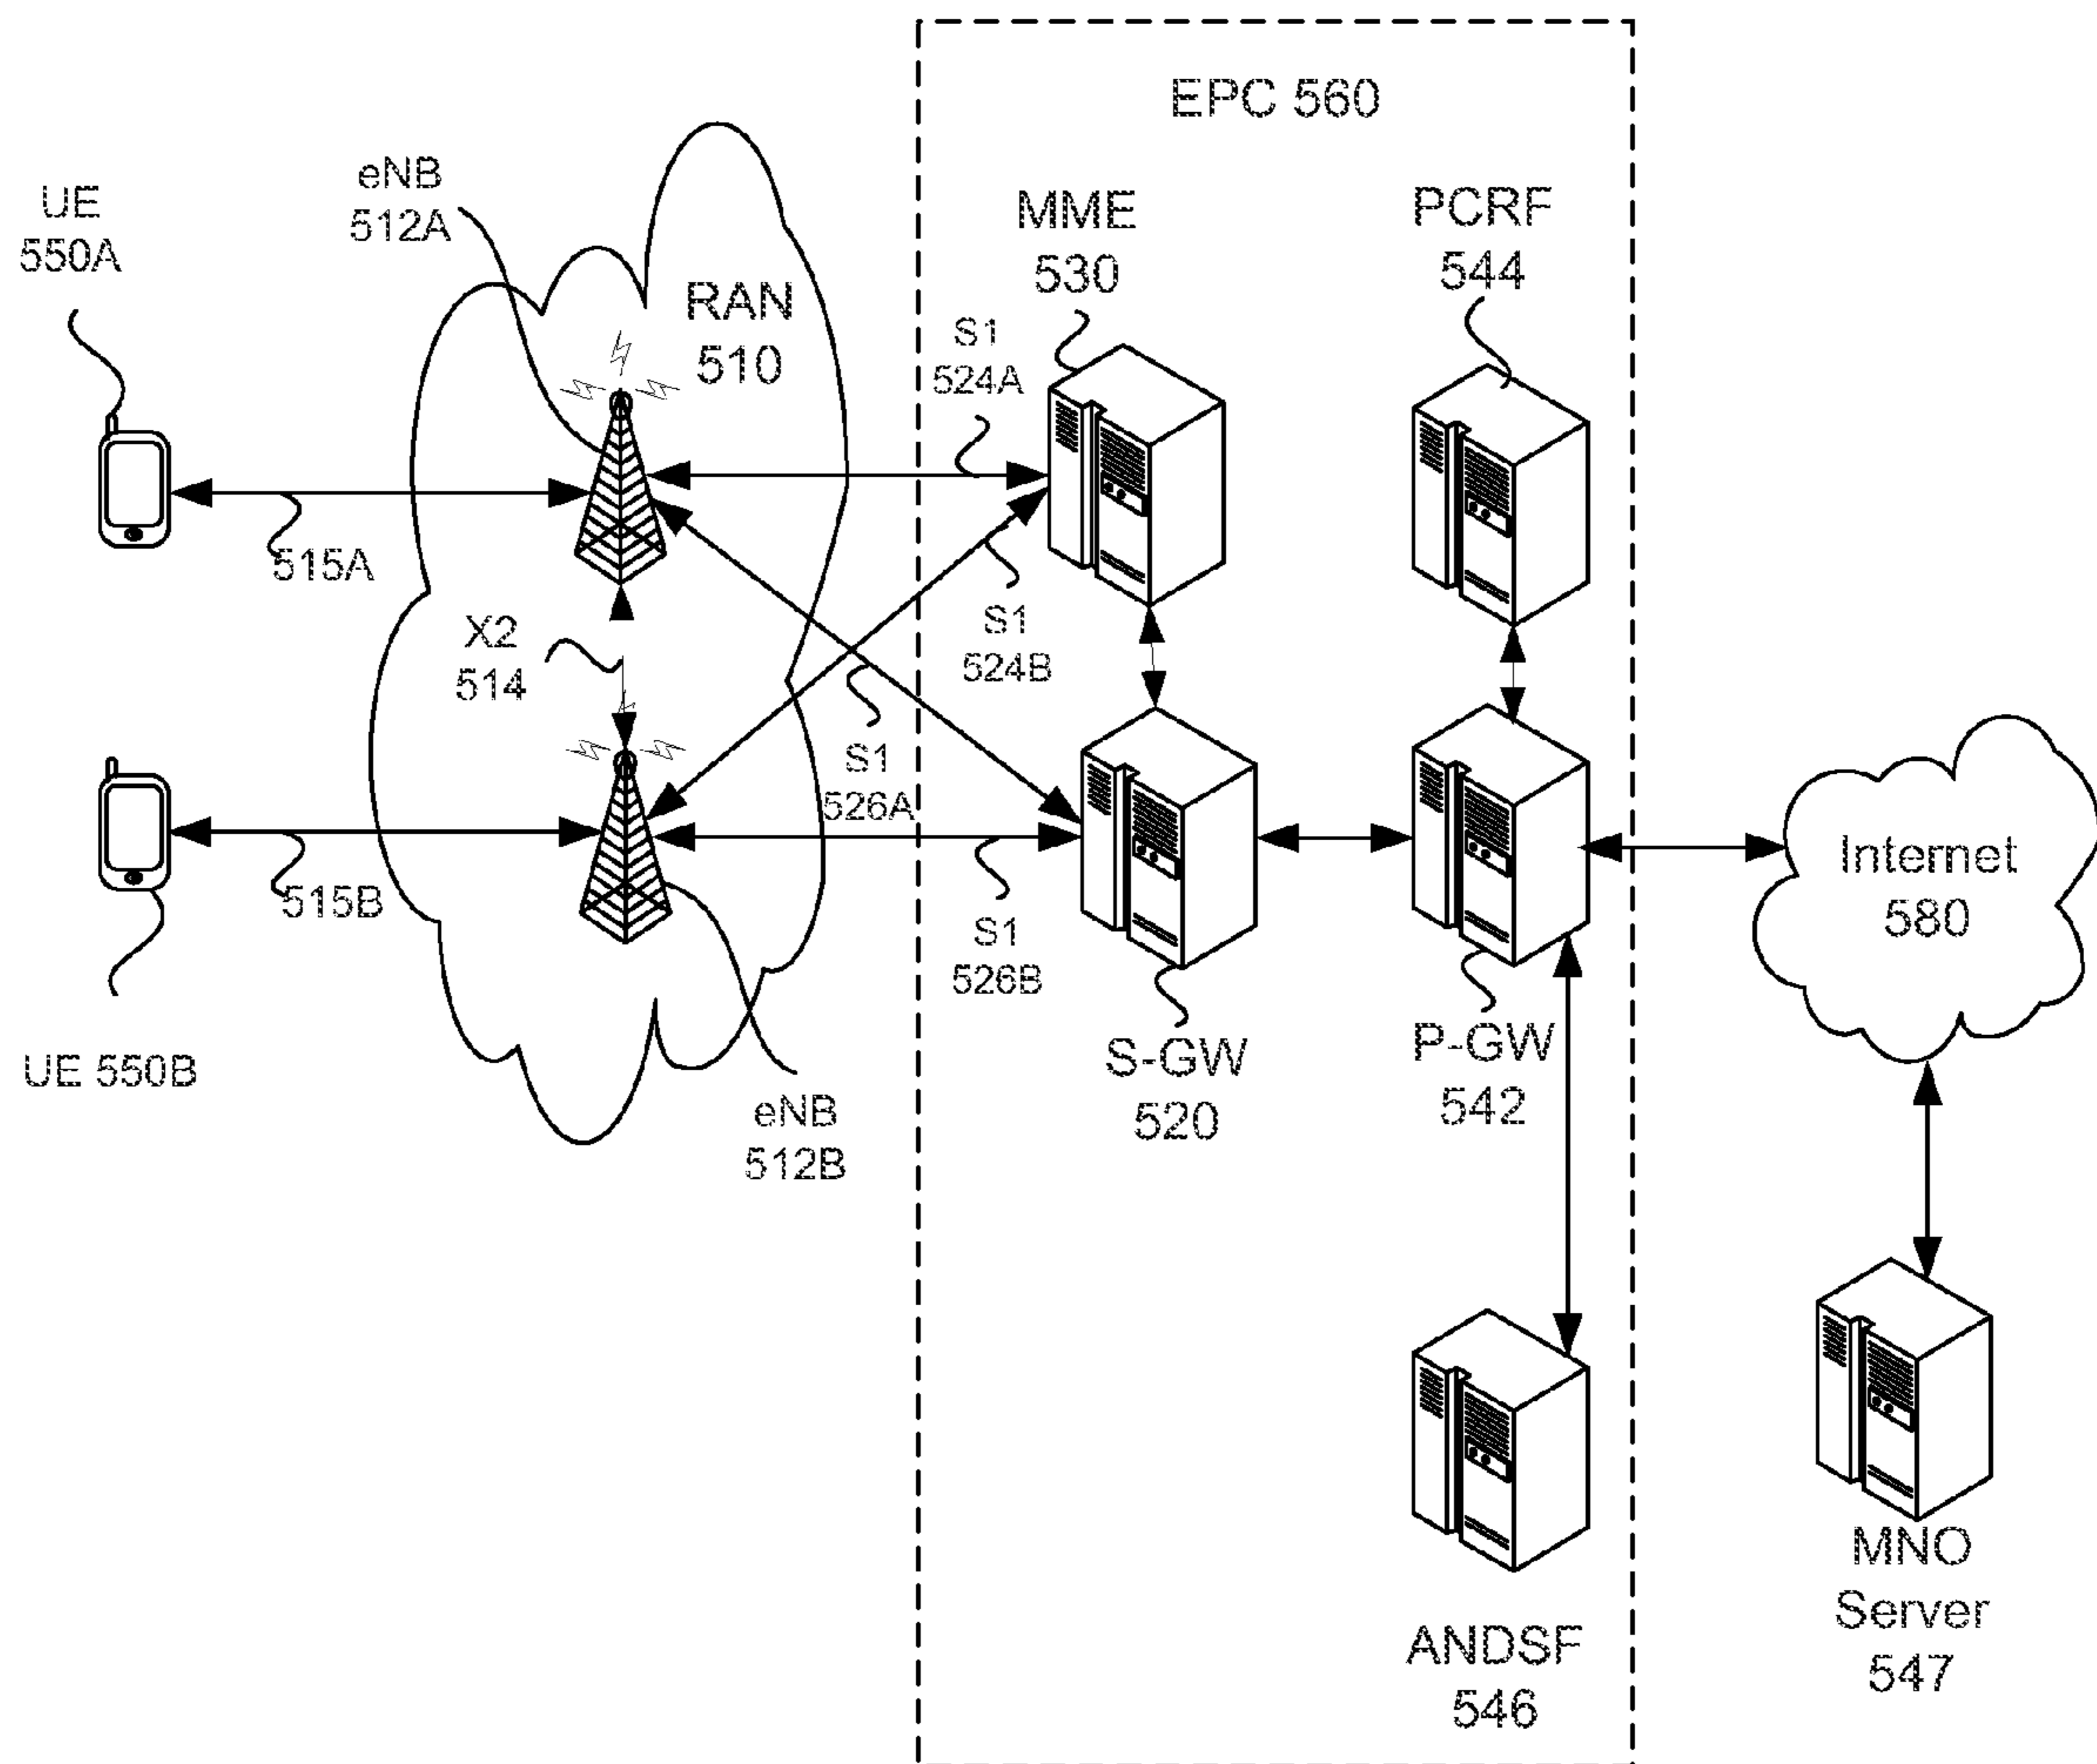 EPC 560
eNB
512A
UE
550A
MME
530
PCRF
544
RAN
510
S1
524A
515A
X2
514
S1
524B
S1
526A
515B
Internet
580
S1
526B
UE 550B
S-GW
520
P-GW
542
eNB
512B
MNO
Server
547
ANDSF
546